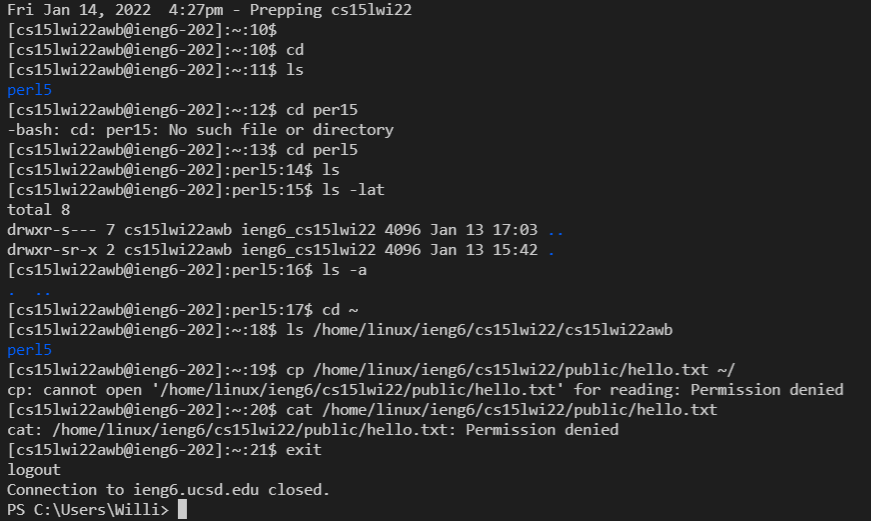 Fri Jan 14, 2022  4:27pm - Prepping cs15lwi22
[cs15lwi22awb@ieng6-202]:~:10$
[cs15lwi22awb@ieng6-202]:~:10$ cd
[cs15lwi22awb@ieng6-202]:~:11$ ls
perl5
[cs15lwi22awb@ieng6-202]:~:12$ cd per15
-bash: cd: per15: No such file or directory
[cs15lwi22awb@ieng6-202]:~:13$ cd perl5
[cs15lwi22awb@ieng6-202]:perl5:14$ ls
[cs15lwi22awb@ieng6-202]:perl5:15$ ls -lat
total 8
drwxr-s--- 7 cs15lwi22awb ieng6_cs15lwi22 4096 Jan 13 17:03 ..
drwxr-sr-x 2 cs15lwi22awb ieng6_cs15lwi22 4096 Jan 13 15:42 .
[cs15lwi22awb@ieng6-202]:perl5:16$ ls -a
.  ..
[cs15lwi22awb@ieng6-202]:perl5:17$ cd ~
[cs15lwi22awb@ieng6-202]:~:18$ ls /home/linux/ieng6/cs15lwi22/cs15lwi22awb
perl5
[cs15lwi22awb@ieng6-202]:~:19$ cp /home/linux/ieng6/cs15lwi22/public/hello.txt ~/
cp: cannot open '/home/linux/ieng6/cs15lwi22/public/hello.txt' for reading: Permission denied
[cs15lwi22awb@ieng6-202]:~:20$ cat /home/linux/ieng6/cs15lwi22/public/hello.txt
cat: /home/linux/ieng6/cs15lwi22/public/hello.txt: Permission denied
[cs15lwi22awb@ieng6-202]:~:21$ exit
logout
Connection to ieng6.ucsd.edu closed.
PS C:\Users\Willi>